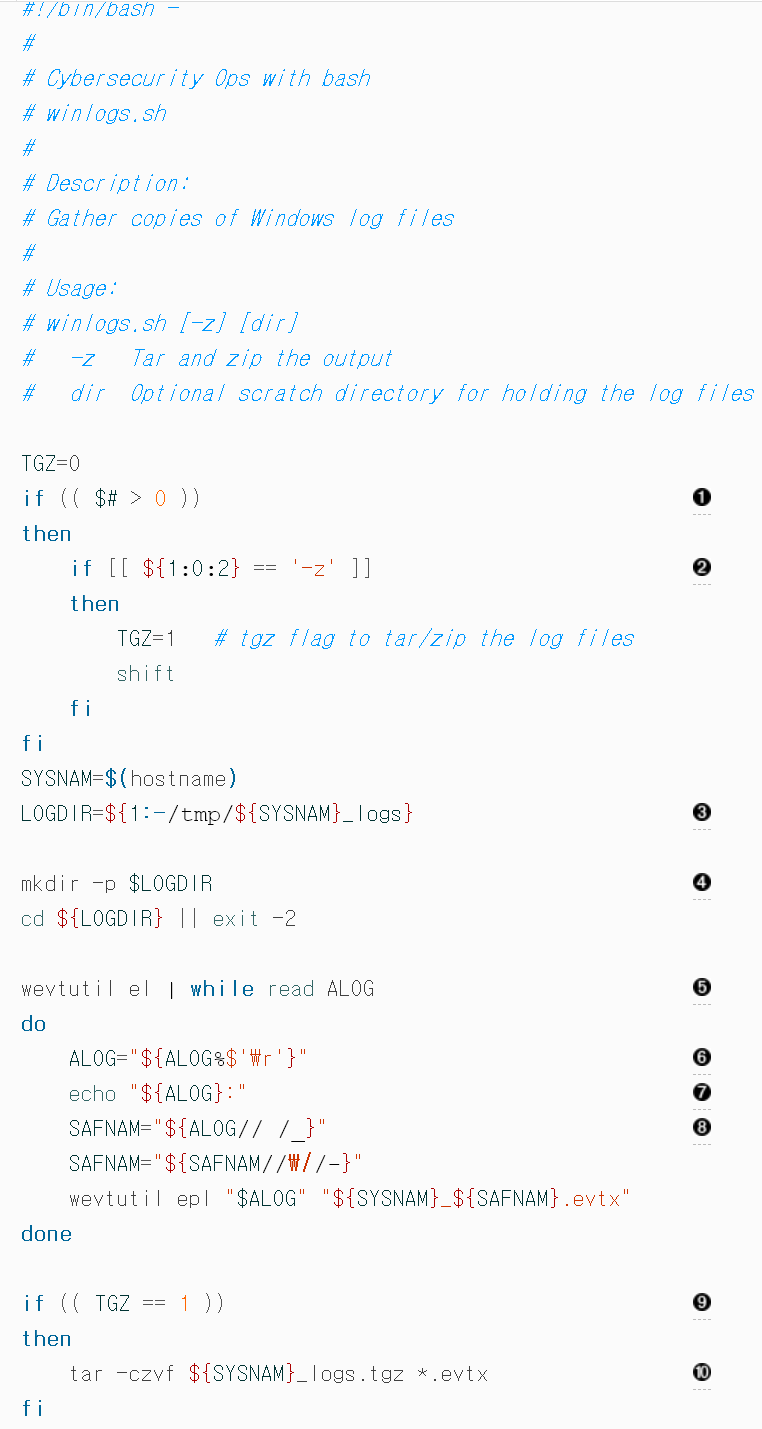 #!/bin/bash -
#
# Cybersecurity Ops with bash
# winlogs.sh
#
# Description:
# Gather copies of Windows log files
#
# Usage:
# winlogs.sh [-z] [dir]
#   -z   Tar and zip the output
#   dir  Optional scratch directory for holding the log files

TGZ=0
if (( $# > 0 )) ❶
then
    if [[ ${1:0:2} == '-z' ]] ❷
    then
        TGZ=1   # tgz flag to tar/zip the log files
        shift
    fi
fi
SYSNAM=$(hostname)
LOGDIR=${1:-/tmp/${SYSNAM}_logs} ❸

mkdir -p $LOGDIR ❹
cd ${LOGDIR} || exit -2

wevtutil el | while read ALOG ❺
do
    ALOG="${ALOG%$'₩r'}" ❻
    echo "${ALOG}:" ❼
    SAFNAM="${ALOG// /_}" ❽
    SAFNAM="${SAFNAM//₩//-}"
    wevtutil epl "$ALOG" "${SYSNAM}_${SAFNAM}.evtx"
done

if (( TGZ == 1 )) ❾
then
    tar -czvf ${SYSNAM}_logs.tgz *.evtx ❿
fi